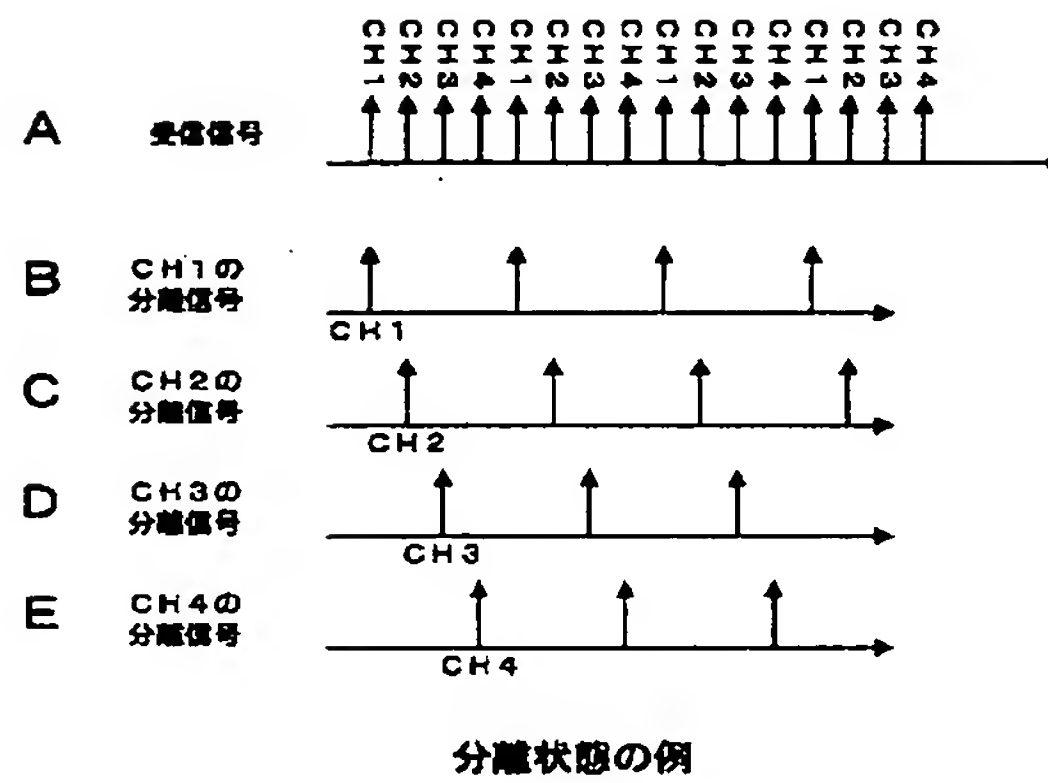 CH1 CH2 CH3 CH4 CH1 CH2 CH3 CH4 CH1 CH2 CH3 CH4 CH1 CH2 CH3 CH4
A 受信信号
B CH1の
分離信号
CH1
C CH2の
分離信号
CH2
D CH3の
分離信号
CH3
E CH4の
分離信号
CH4
分離状態の例